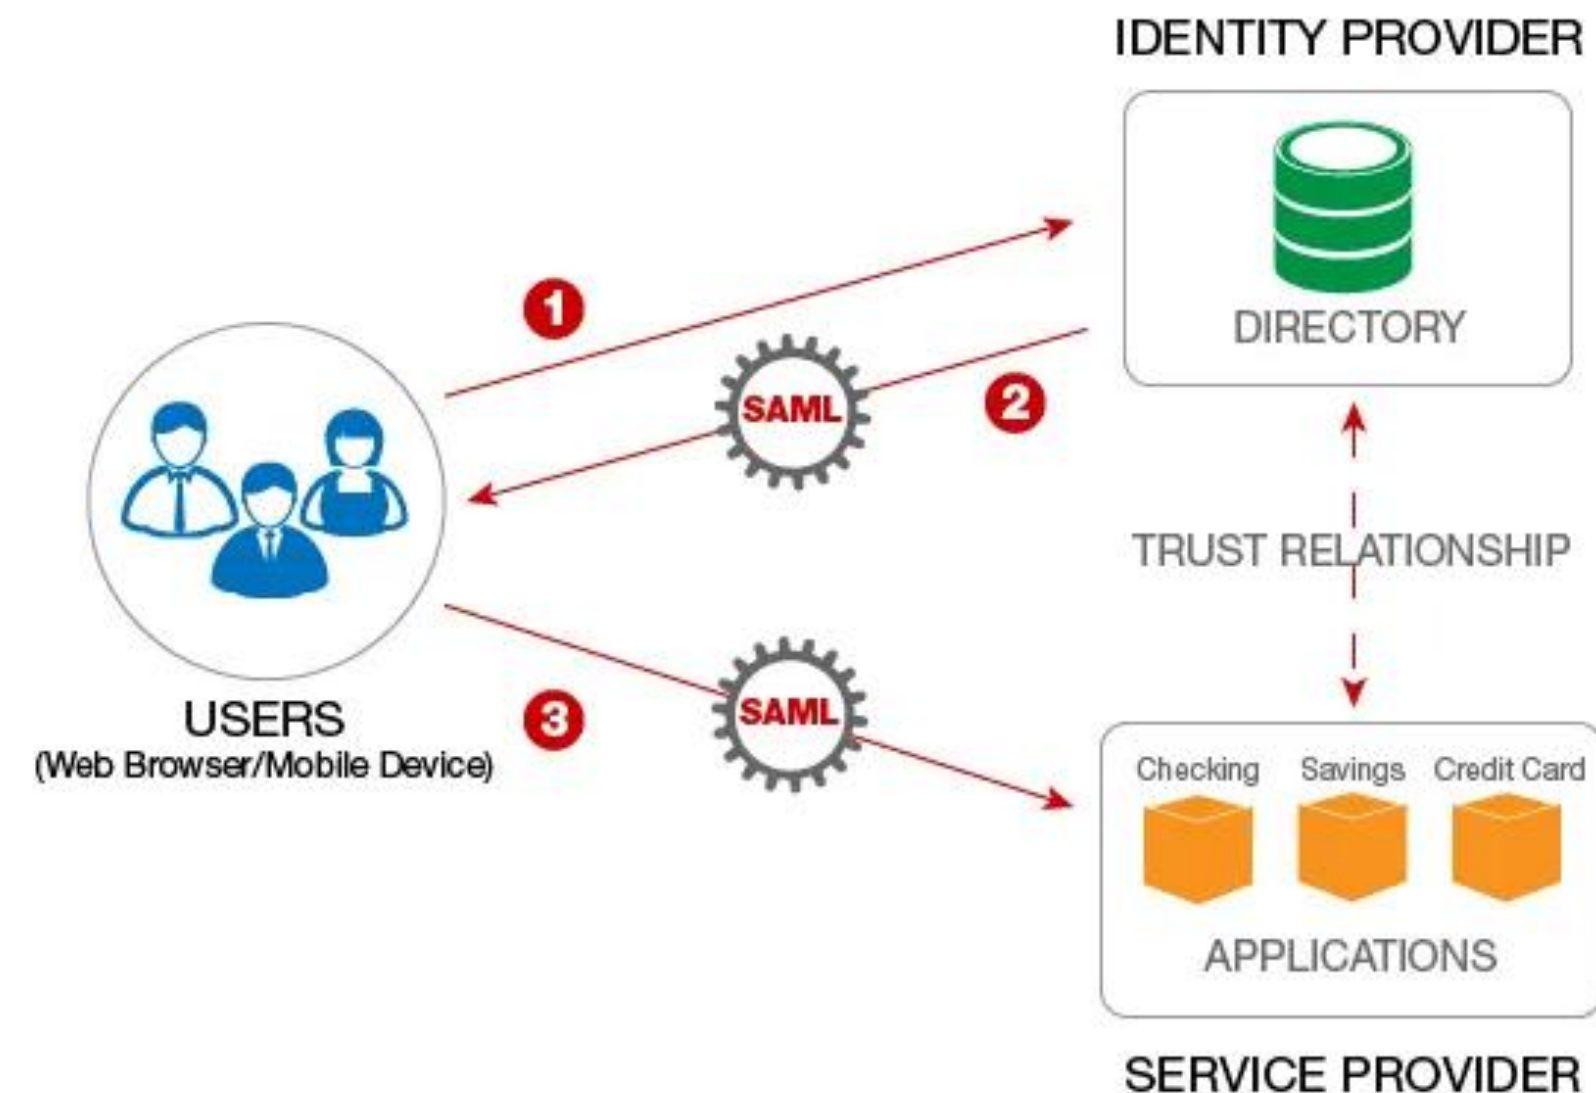 IDENTITY PROVIDER
DIRECTORY
1
SAML
2
TRUST RELATIONSHIP
USERS
(Web Browser/Mobile Device)
3
SAML
Checking Savings Credit Card
APPLICATIONS
SERVICE PROVIDER